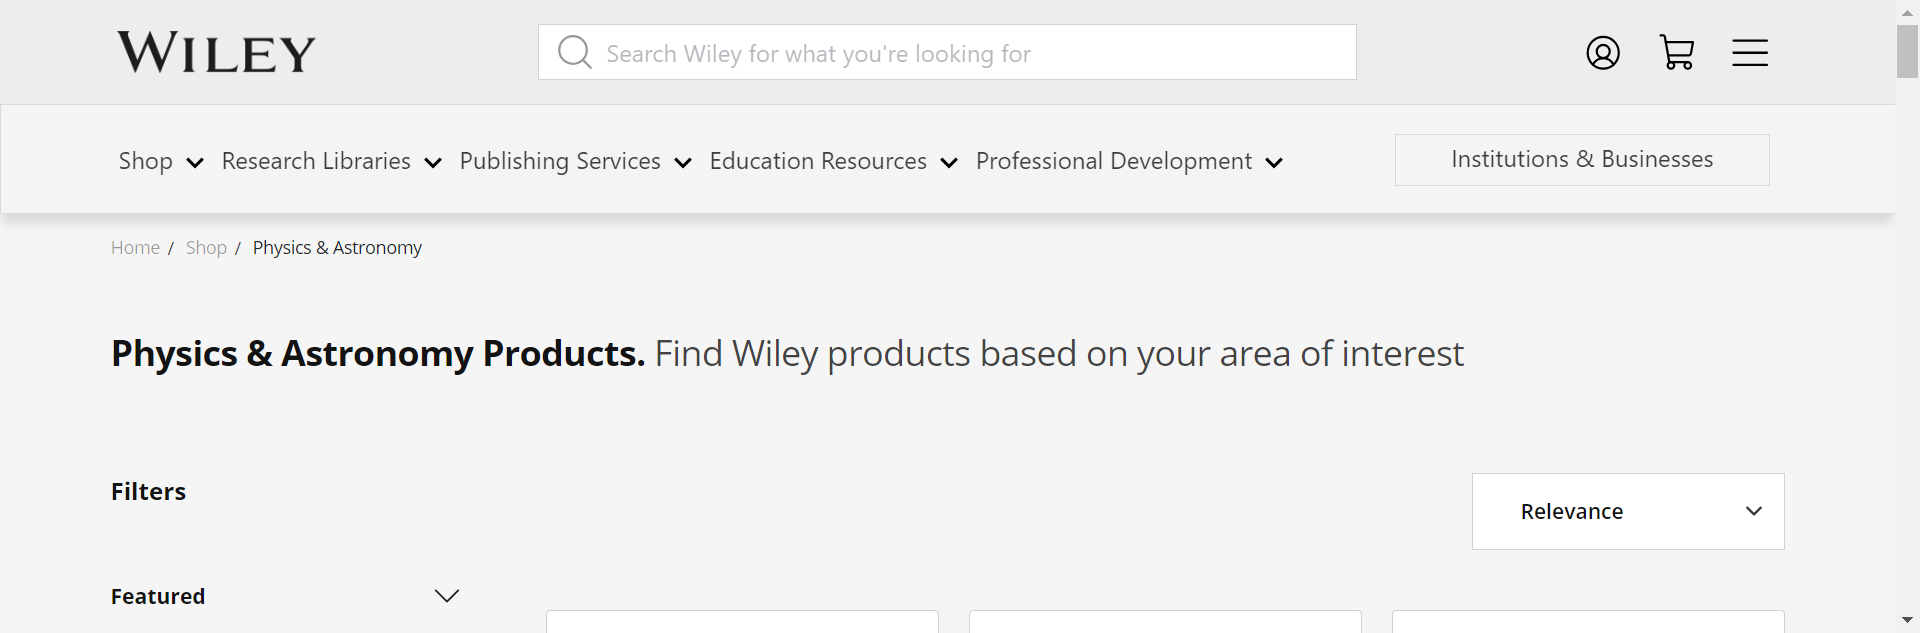 WILEY
Search Wiley for what you're looking for
Shop Research Libraries Publishing Services Education Resources Professional Development Institutions & Businesses
Home / Shop / Physics & Astronomy
Physics & Astronomy Products. Find Wiley products based on your area of interest
Filters
Relevance
Featured